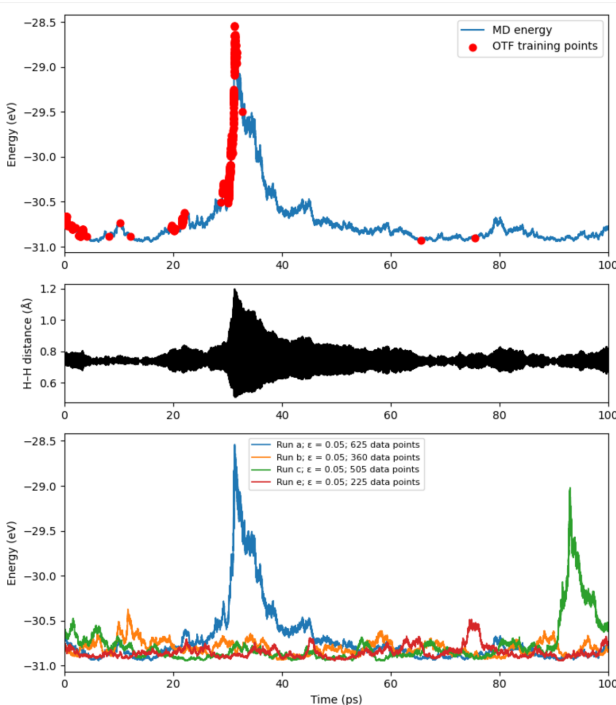 −28.5
−29.0
−29.5
−30.0
−30.5
−31.0
Energy (eV)
MD energy
OTF training points
0 20 40 60 80 100
1.2
1.0
0.8
0.6
H-H distance (Å)
0 20 40 60 80 100
−28.5
−29.0
−29.5
−30.0
−30.5
−31.0
Energy (eV)
Run a; ε = 0.05; 625 data points
Run b; ε = 0.05; 360 data points
Run c; ε = 0.05; 505 data points
Run e; ε = 0.05; 225 data points
0 20 40 60 80 100
Time (ps)